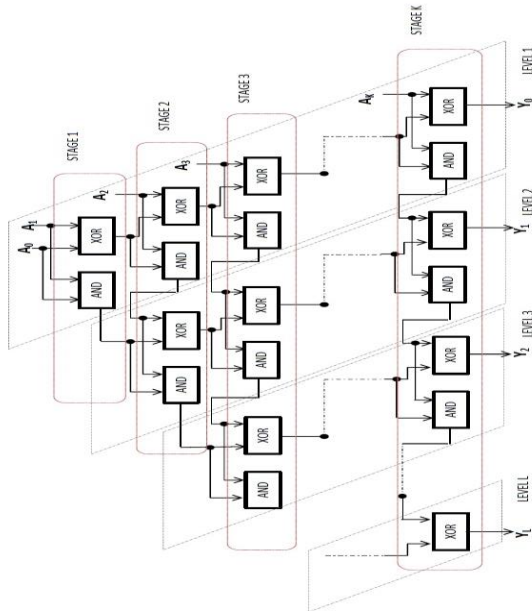 STAGE 1
STAGE 2
STAGE 3
STAGE K
A₀
A₁
AND
XOR
A₂
AND
XOR
AND
XOR
A₃
AND
XOR
AND
XOR
AND
XOR
Aₖ
XOR
AND
XOR
AND
XOR
AND
XOR
Y_L
Y₂
Y₁
Y₀
LEVEL L
LEVEL 3
LEVEL 2
LEVEL 1